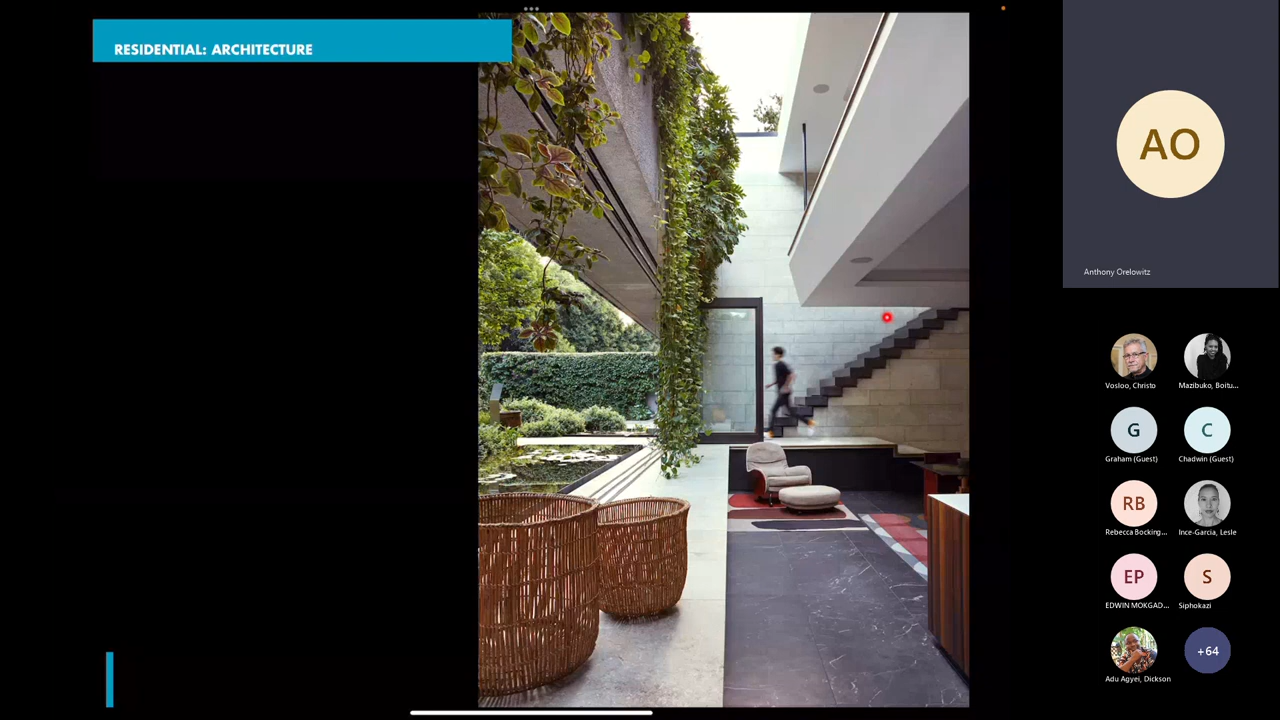 RESIDENTIAL: ARCHITECTURE
AO
Anthony Orelowitz
Vosloo, Christo
Mazibuko, Boitu...
G
C
Graham (Guest)
Chadwin (Guest)
RB
Rebecca Bocking...
Ince-Garcia, Lesle
EP
S
EDWIN MOKGAD...
Siphokazi
+64
Adu Agyei, Dickson